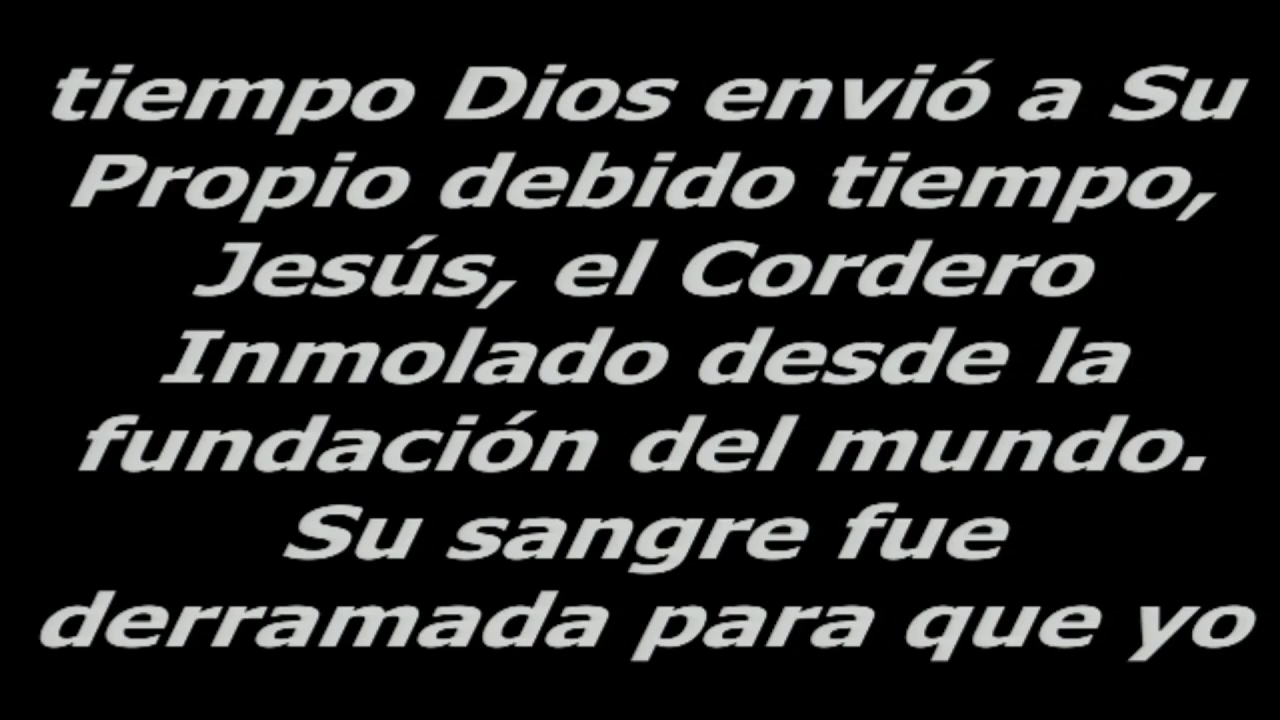 tiempo Dios envió a Su
Propio debido tiempo,
Jesús, el Cordero
Inmolado desde la
fundación del mundo.
Su sangre fue
derramada para que yo